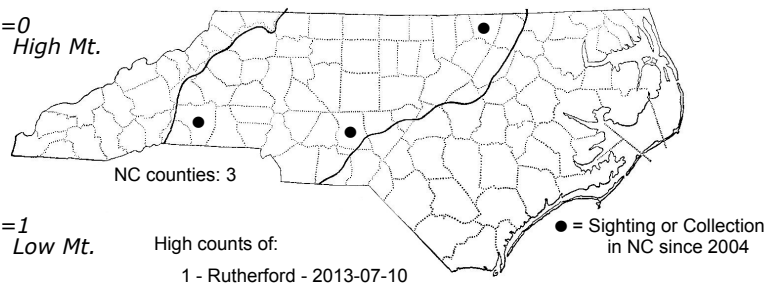 =0
High Mt.
NC counties: 3
=1
Low Mt.
High counts of:
1 - Rutherford - 2013-07-10
● = Sighting or Collection
in NC since 2004